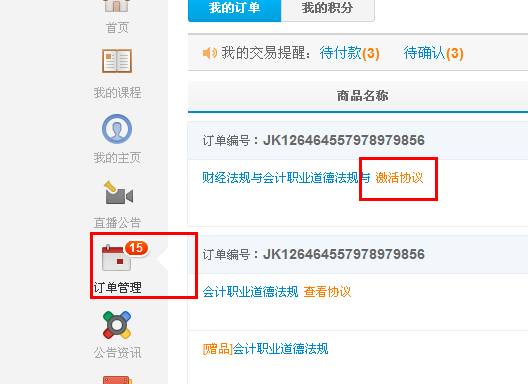 首页
我的课程
我的主页
直播公告
15
订单管理
公告资讯
我的订单
我的积分
我的交易提醒：待付款(3) 待确认(3)
商品名称
订单编号：JK126464557978979856
财经法规与会计职业道德法规与 激活协议
订单编号：JK126464557978979856
会计职业道德法规 查看协议
[赠品]会计职业道德法规